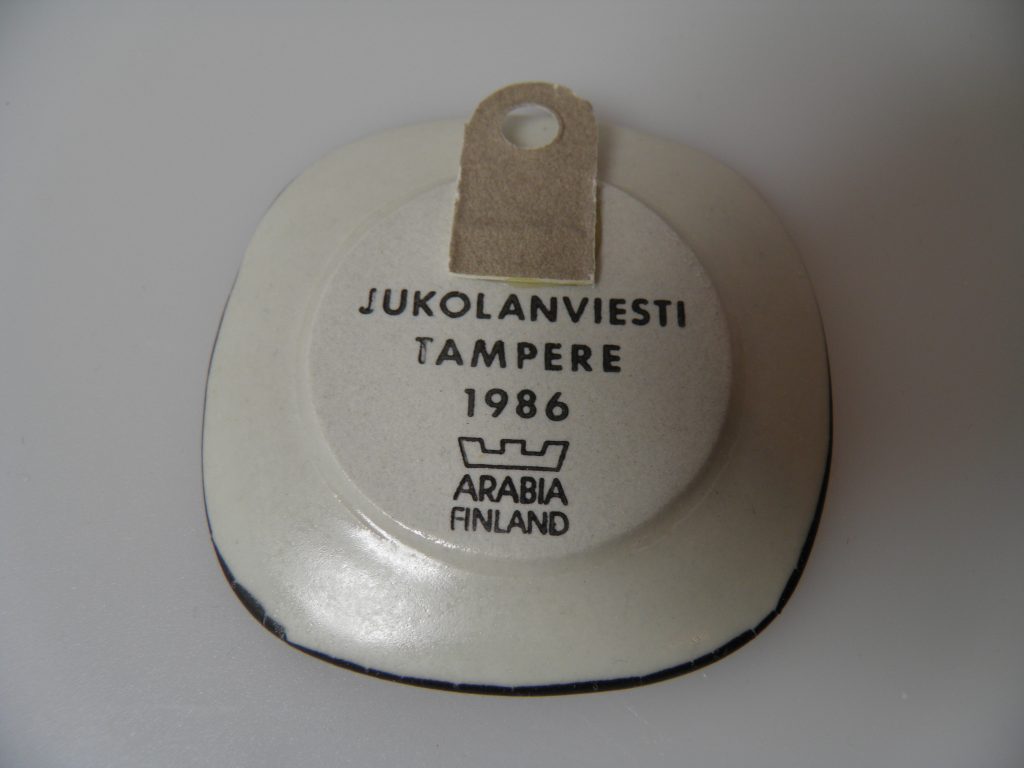 JUKOLANVIESTI
TAMPERE
1986
ARABIA
FINLAND